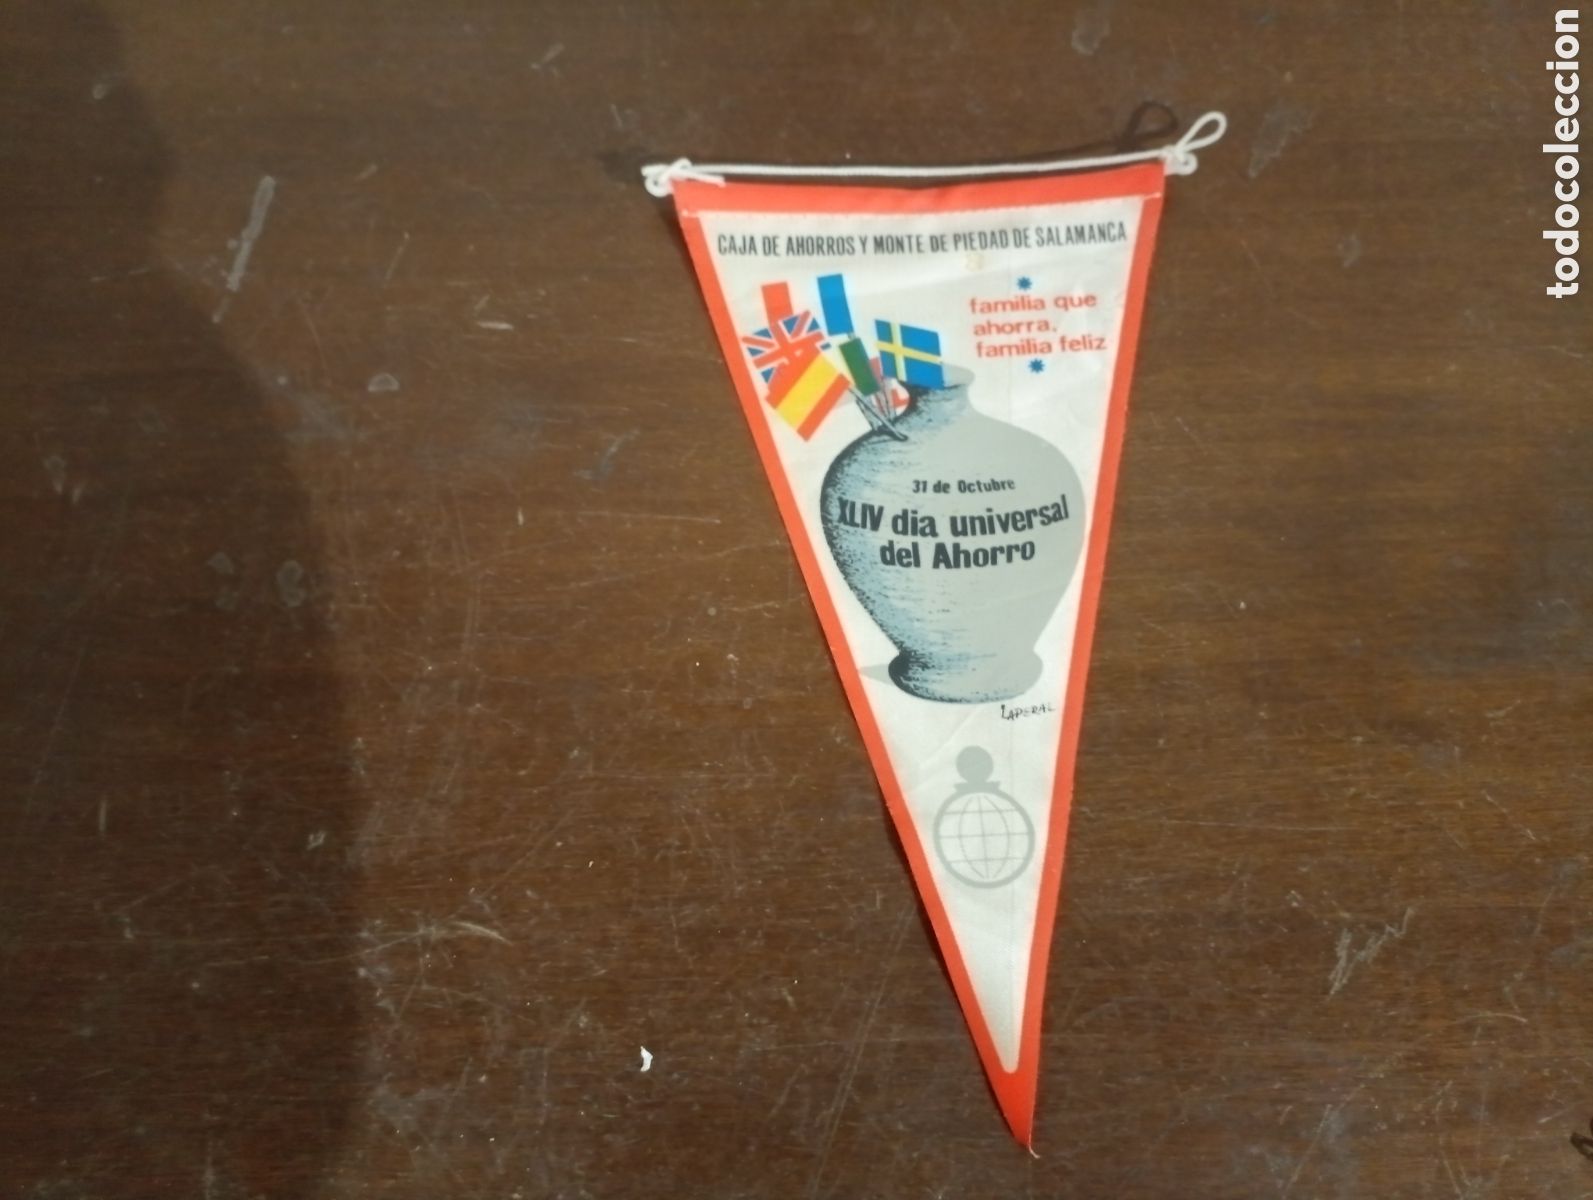 CAJA DE AHORROS Y MONTE DE PIEDAD DE SALAMANCA
familia que
ahorra,
familia feliz
31 de Octubre
XLIV dia universal
del Ahorro
LAPERAL
todocoleccion